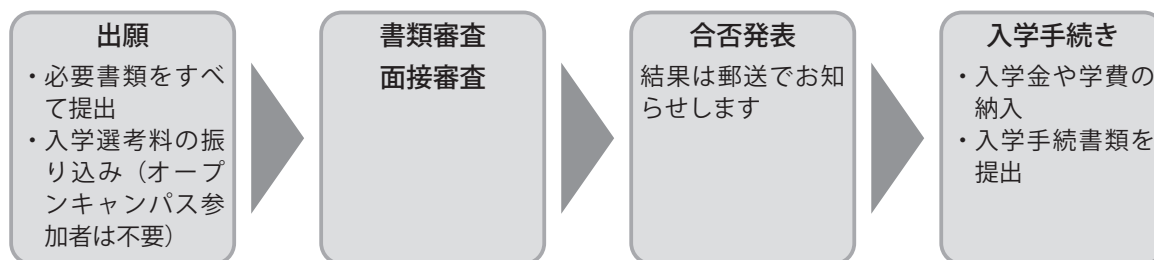 出願
・必要書類をすべ
て提出
・入学選考料の振
り込み（オープ
ンキャンパス参
加者は不要）
書類審査
面接審査
合否発表
結果は郵送でお知
らせします
入学手続き
・入学金や学費の
納入
・入学手続書類を
提出